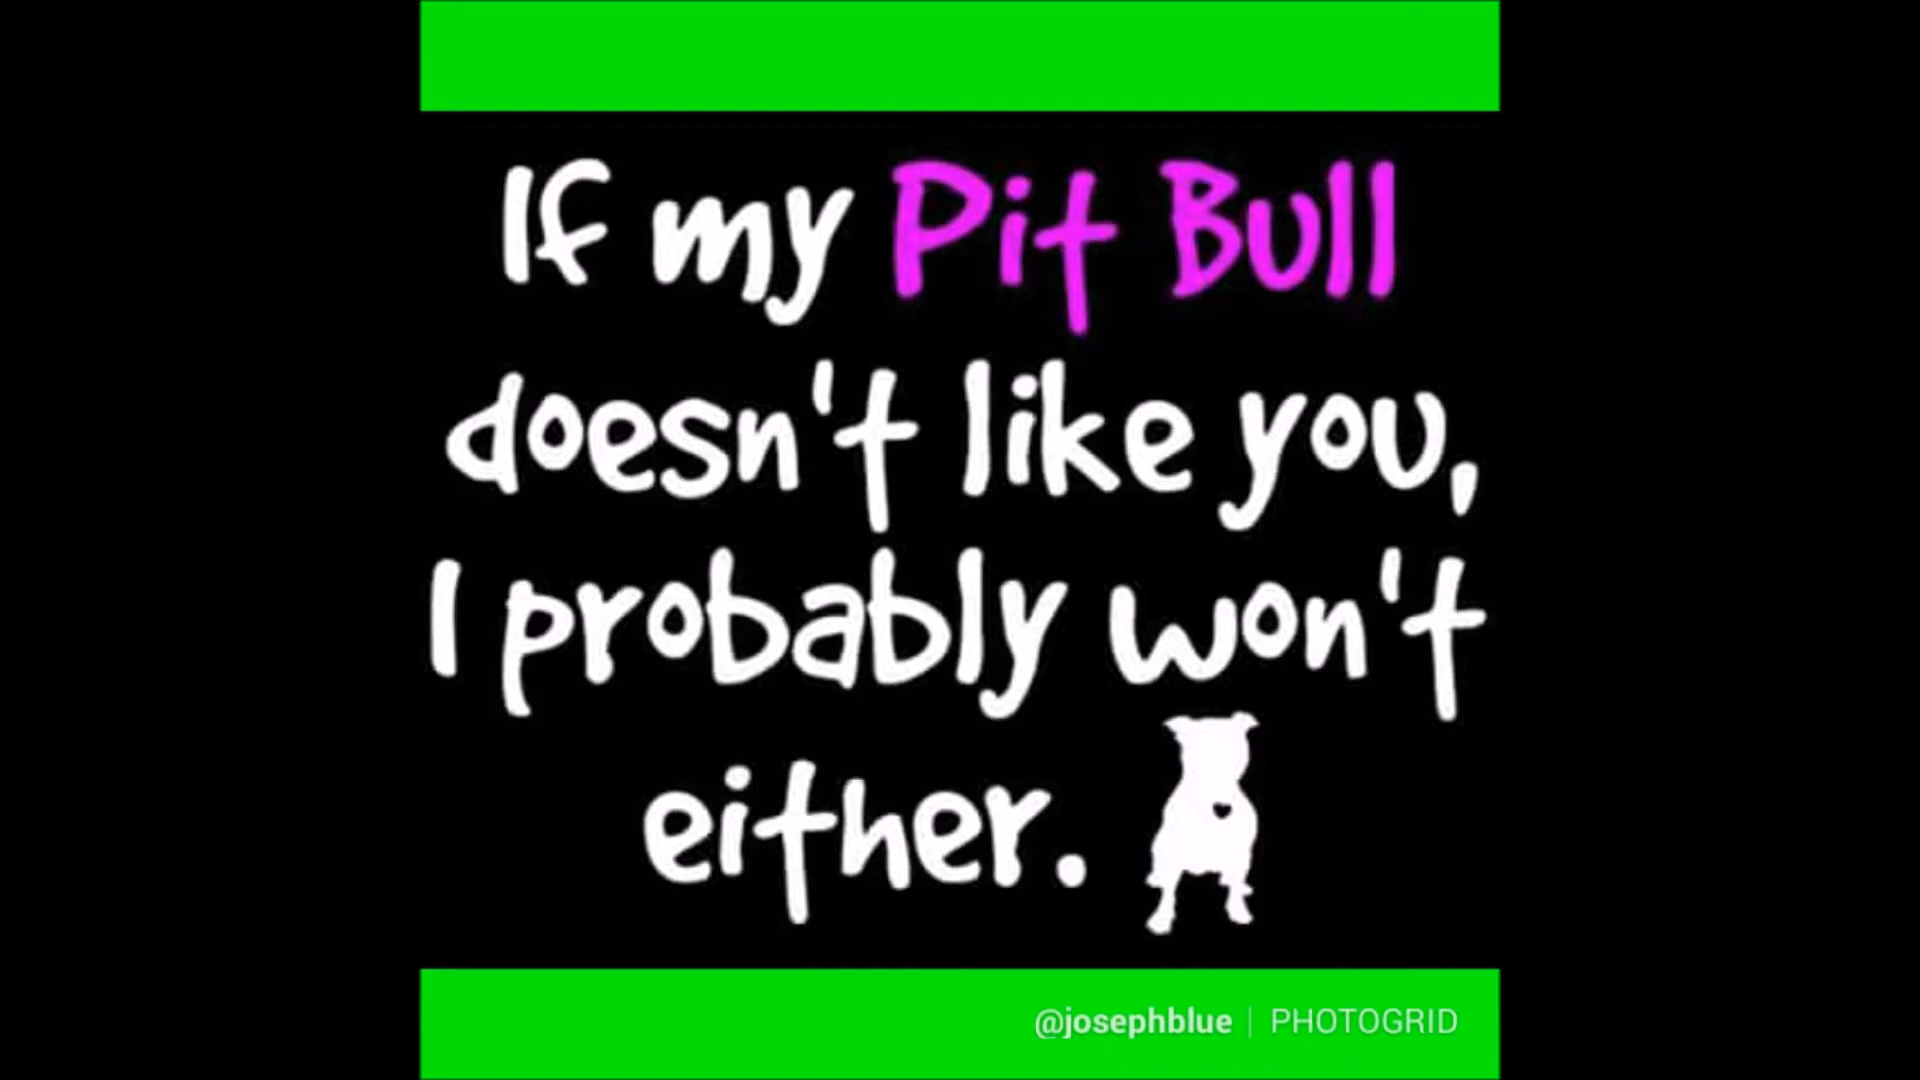 If my Pit Bull
doesn't like you,
I probably won't
either.
@josephblue | PHOTOGRID